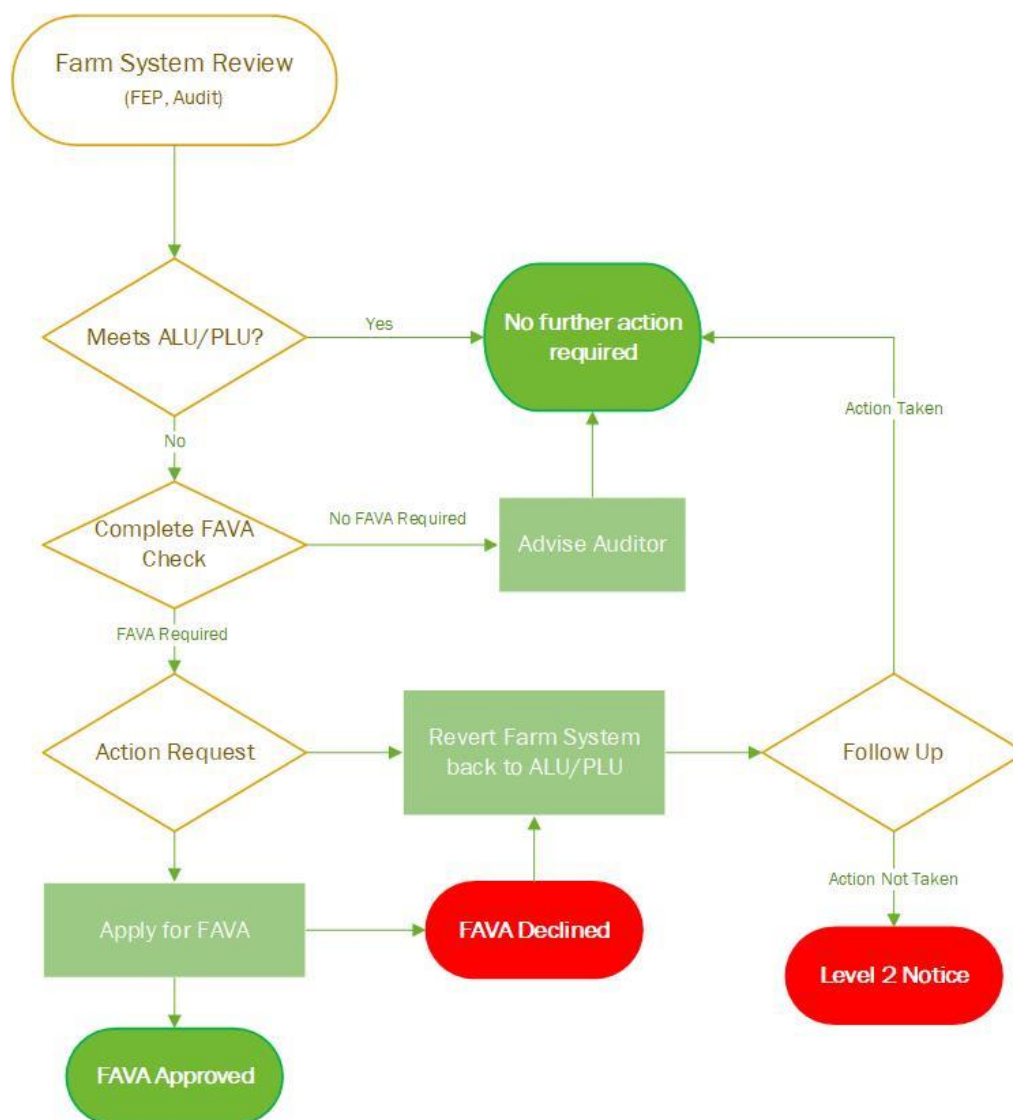 Farm System Review
(FEP, Audit)
Meets ALU/PLU?
Yes
No further action
required
Action Taken
No
Complete FAVA
Check
No FAVA Required
Advise Auditor
FAVA Required
Action Request
Revert Farm System
back to ALU/PLU
Follow Up
Action Not Taken
Apply for FAVA
FAVA Declined
Level 2 Notice
FAVA Approved